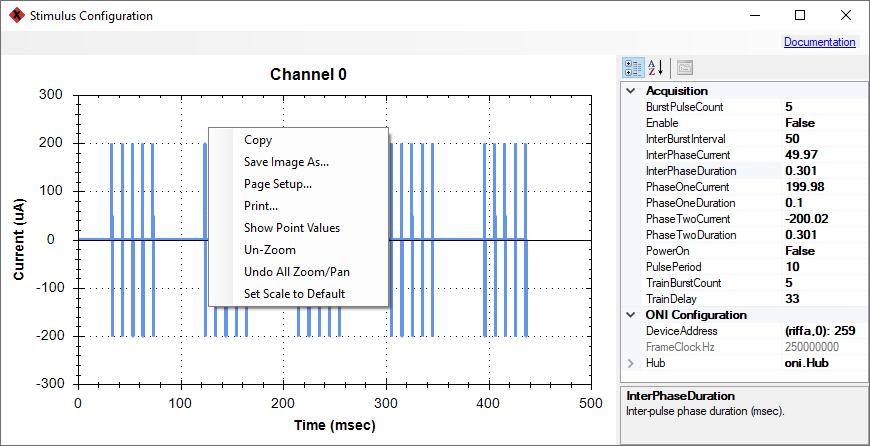 Stimulus Configuration
Documentation
Channel 0
300
200
100
0
-100
-200
-300
Current (uA)
0
100
200
300
400
500
Time (msec)
Copy
Save Image As...
Page Setup...
Print...
Show Point Values
Un-Zoom
Undo All Zoom/Pan
Set Scale to Default
A
Z
Acquisition
BurstPulseCount 5
Enable False
InterBurstInterval 50
InterPhaseCurrent 49.97
InterPhaseDuration 0.301
PhaseOneCurrent 199.98
PhaseOneDuration 0.1
PhaseTwoCurrent -200.02
PhaseTwoDuration 0.301
PowerOn False
PulsePeriod 10
TrainBurstCount 5
TrainDelay 33
ONI Configuration
DeviceAddress (riffa,0): 259
FrameClockHz 250000000
Hub oni.Hub
InterPhaseDuration
Inter-pulse phase duration (msec).